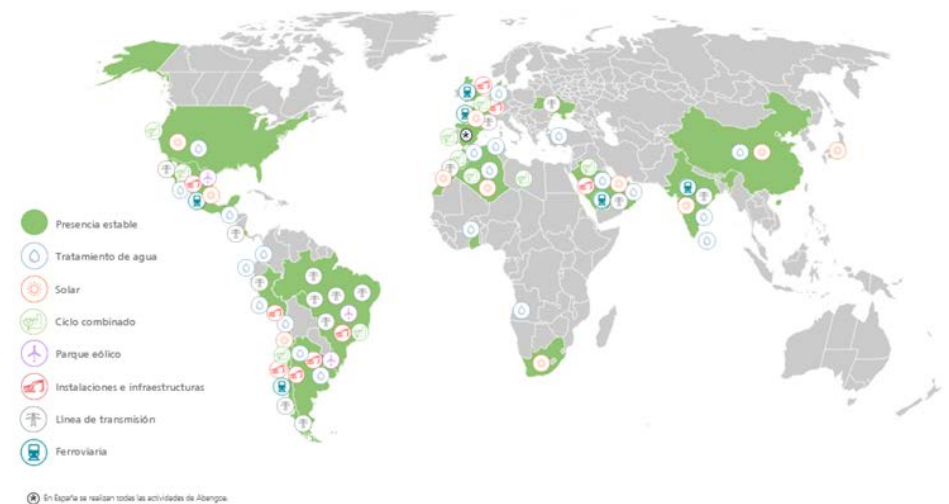 Presencia estable
Tratamiento de agua
Solar
Ciclo combinado
Parque eólico
Instalaciones e infraestructuras
Línea de transmisión
Ferroviaria
En España se realizan todas las actividades de Abengoa.